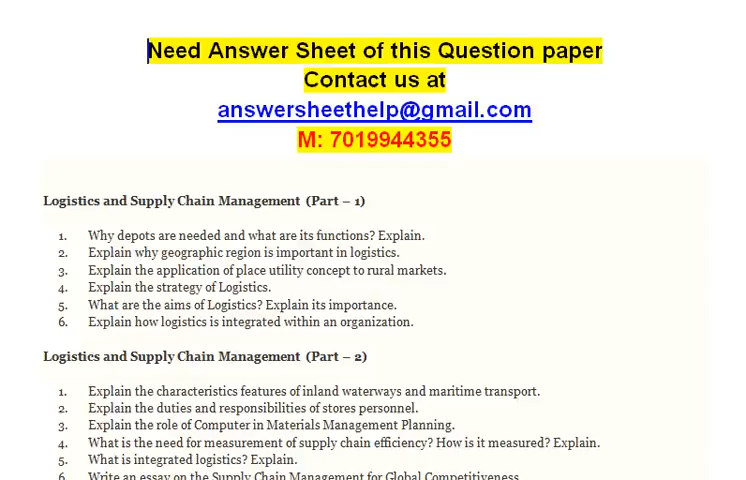 Need Answer Sheet of this Question paper
Contact us at
answersheethelp@gmail.com
M: 7019944355
Logistics and Supply Chain Management (Part – 1)
1. Why depots are needed and what are its functions? Explain.
2. Explain why geographic region is important in logistics.
3. Explain the application of place utility concept to rural markets.
4. Explain the strategy of Logistics.
5. What are the aims of Logistics? Explain its importance.
6. Explain how logistics is integrated within an organization.
Logistics and Supply Chain Management (Part – 2)
1. Explain the characteristics features of inland waterways and maritime transport.
2. Explain the duties and responsibilities of stores personnel.
3. Explain the role of Computer in Materials Management Planning.
4. What is the need for measurement of supply chain efficiency? How is it measured? Explain.
5. What is integrated logistics? Explain.
6. Write an essay on the Supply Chain Management for Global Competitiveness.